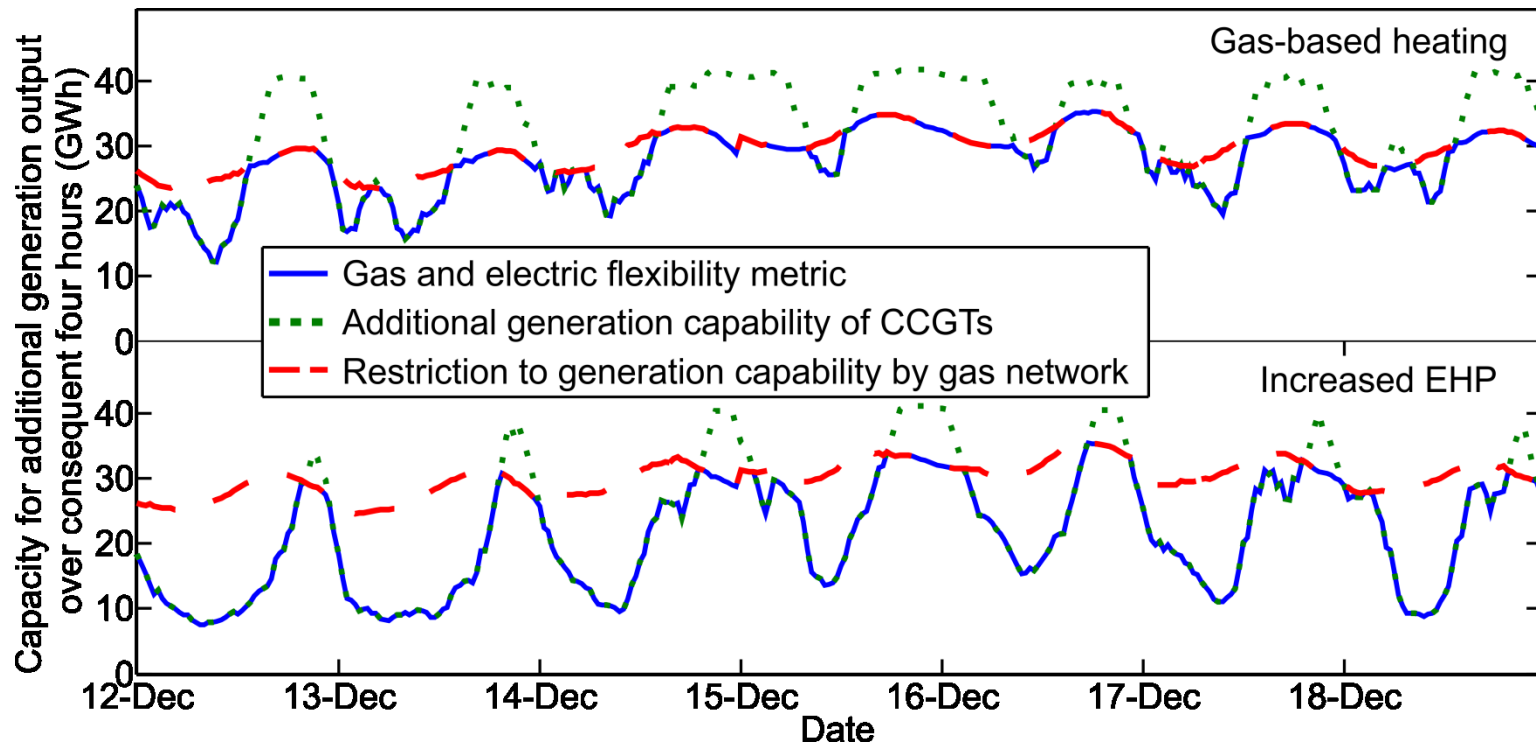 Capacity for additional generation output
over consequent four hours (GWh)
Gas-based heating
40
30
20
10
0
Gas and electric flexibility metric
Additional generation capability of CCGTs
Restriction to generation capability by gas network
Increased EHP
40
30
20
10
0
12-Dec 13-Dec 14-Dec 15-Dec 16-Dec 17-Dec 18-Dec
Date